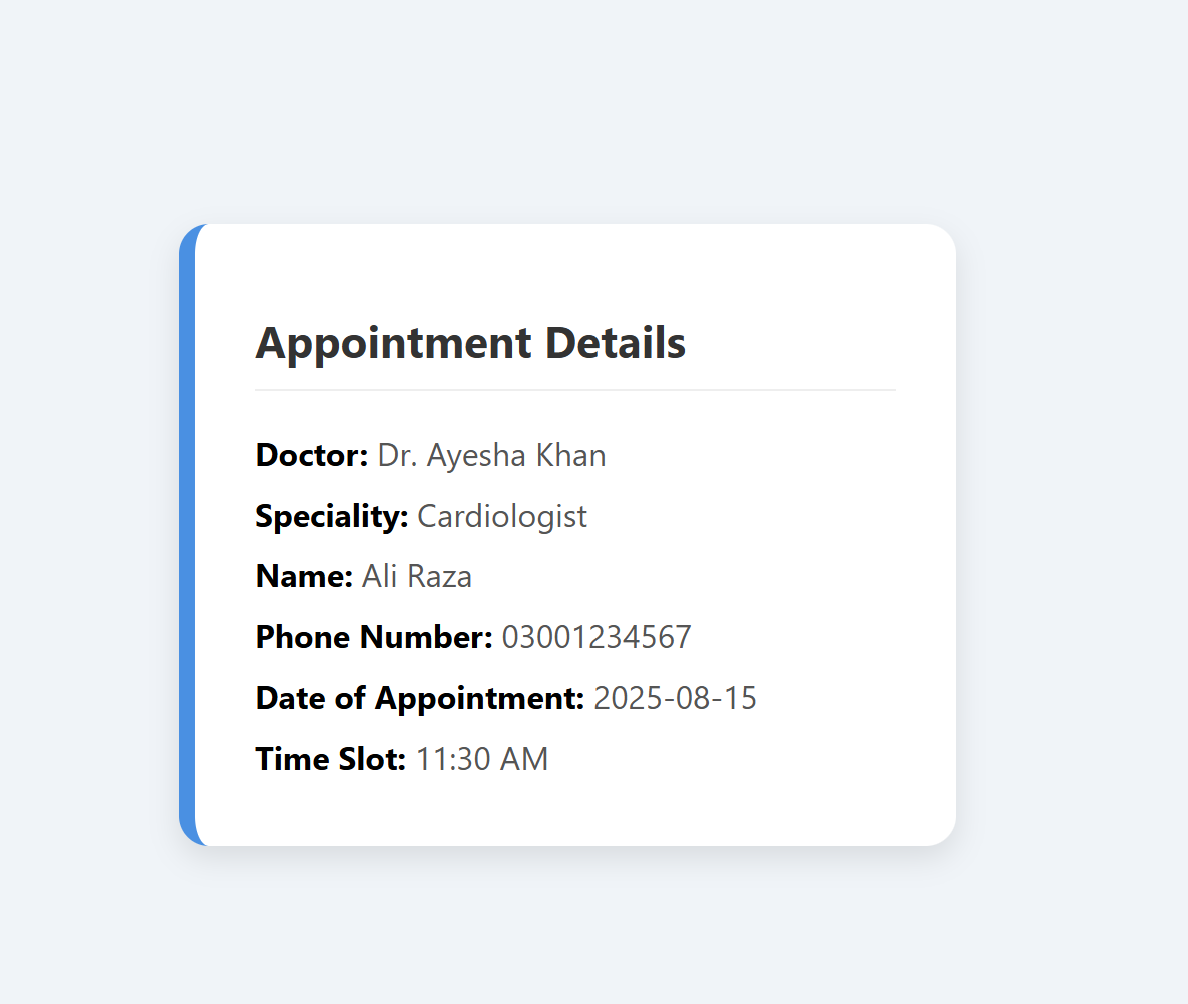 Appointment Details
Doctor: Dr. Ayesha Khan
Speciality: Cardiologist
Name: Ali Raza
Phone Number: 03001234567
Date of Appointment: 2025-08-15
Time Slot: 11:30 AM